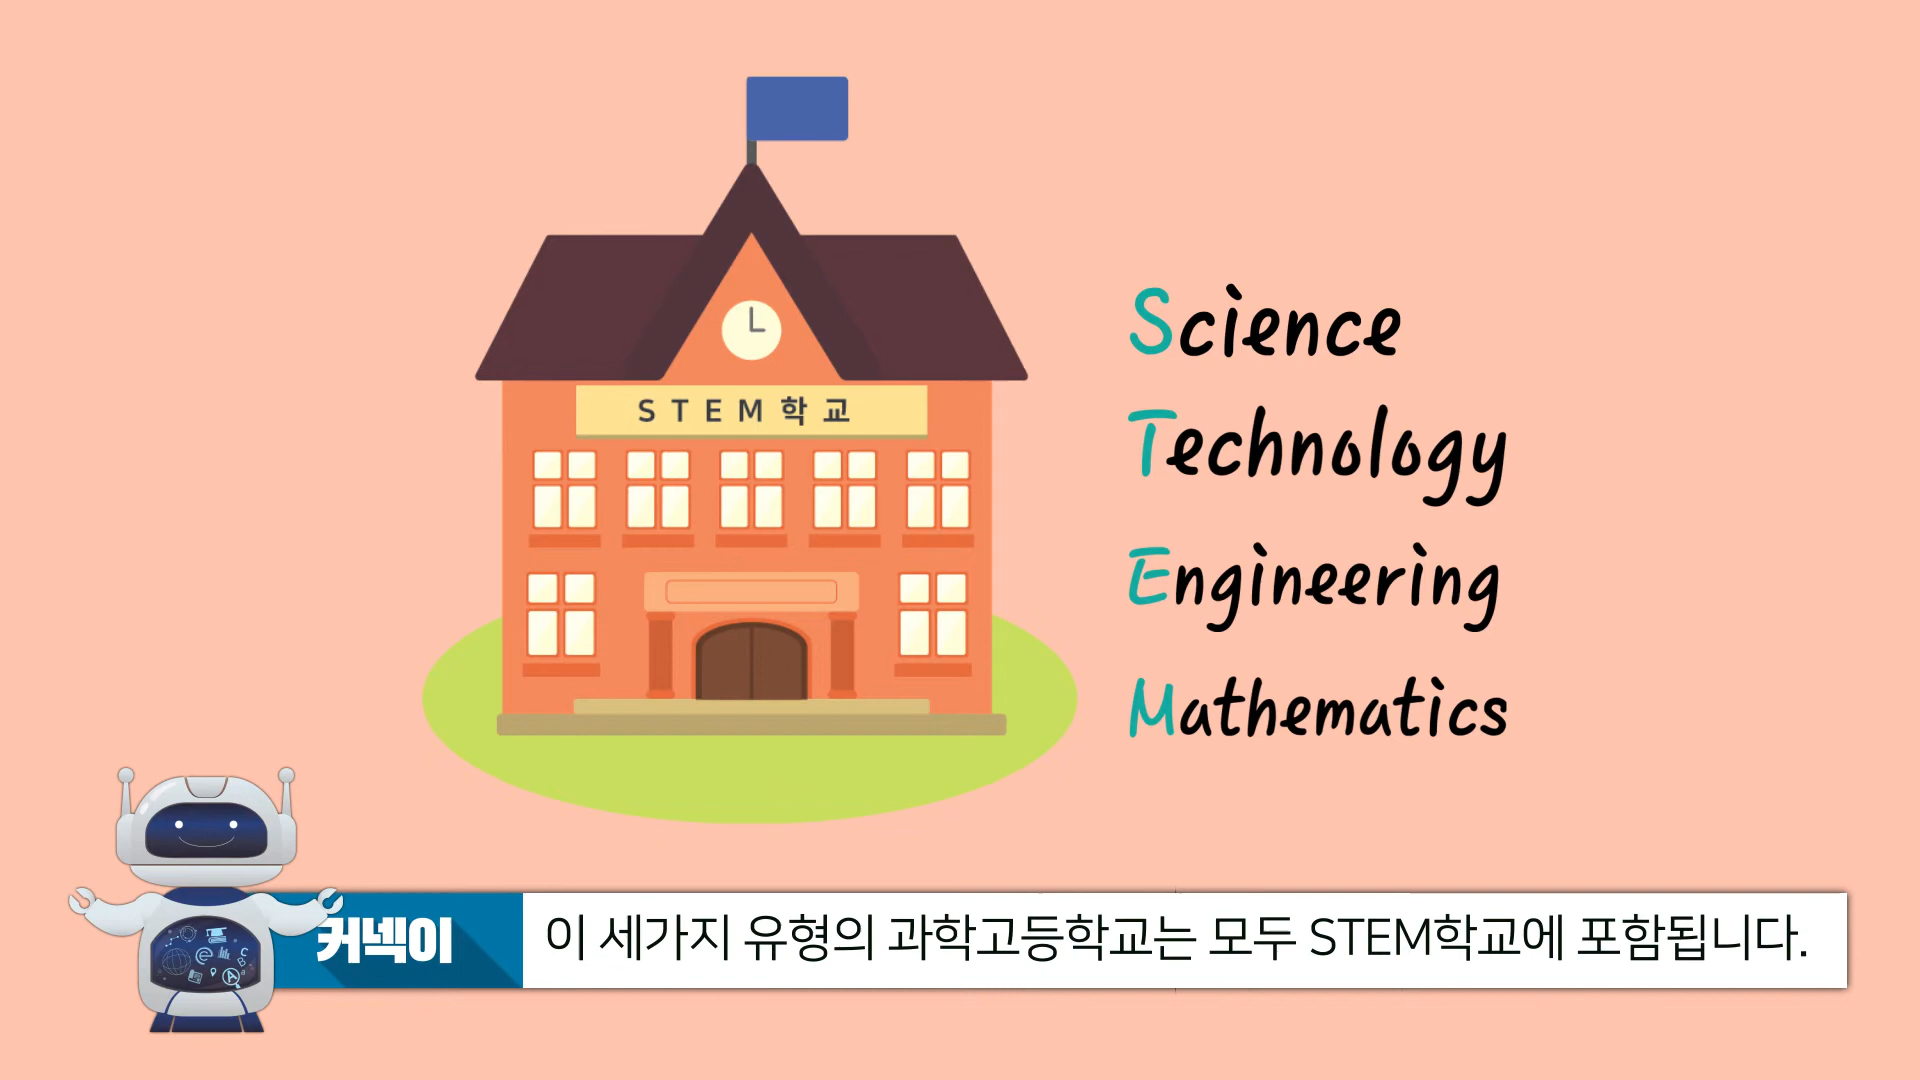 STEM학교
Science
Technology
Engineering
Mathematics
커넥이
이 세가지 유형의 과학고등학교는 모두 STEM학교에 포함됩니다.